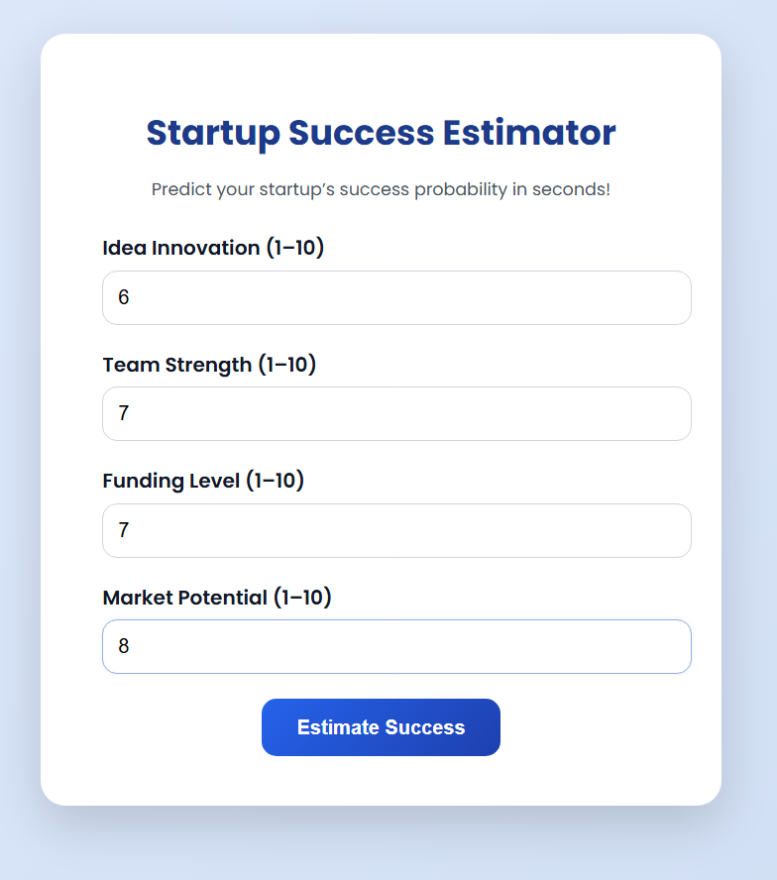 Startup Success Estimator
Predict your startup’s success probability in seconds!
Idea Innovation (1–10)
6
Team Strength (1–10)
7
Funding Level (1–10)
7
Market Potential (1–10)
8
Estimate Success